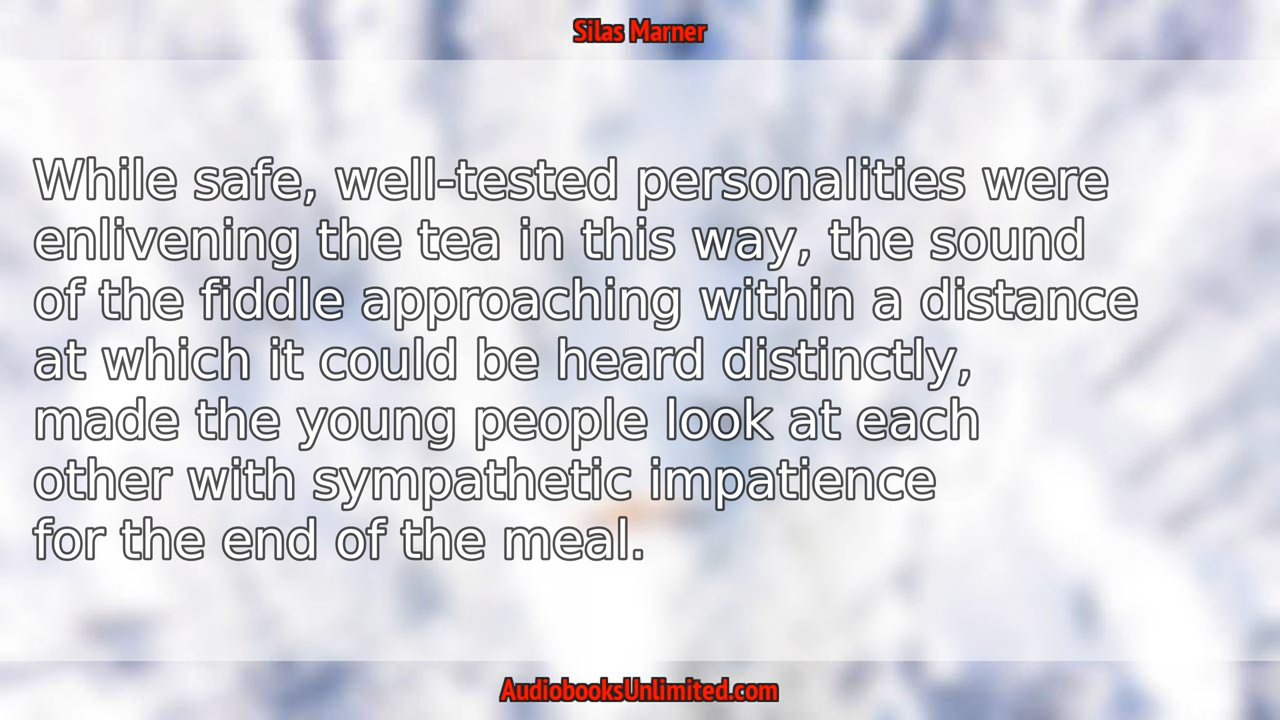 Silas Marner
While safe, well-tested personalities were
enlivening the tea in this way, the sound
of the fiddle approaching within a distance
at which it could be heard distinctly,
made the young people look at each
other with sympathetic impatience
for the end of the meal.
AudiobooksUnlimited.com